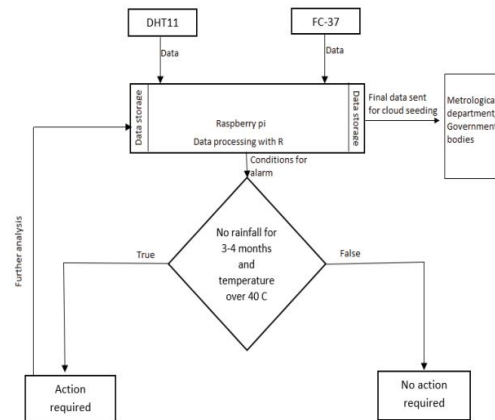 DHT11
FC-37
Data
Data
Data storage
Raspberry pi
Data processing with R
Data storage
Final data sent
for cloud seeding
Metrological
department,
Government
bodies
Conditions for
alarm
No rainfall for
3-4 months
and
temperature
over 40 C
True
False
Further analysis
Action
required
No action
required